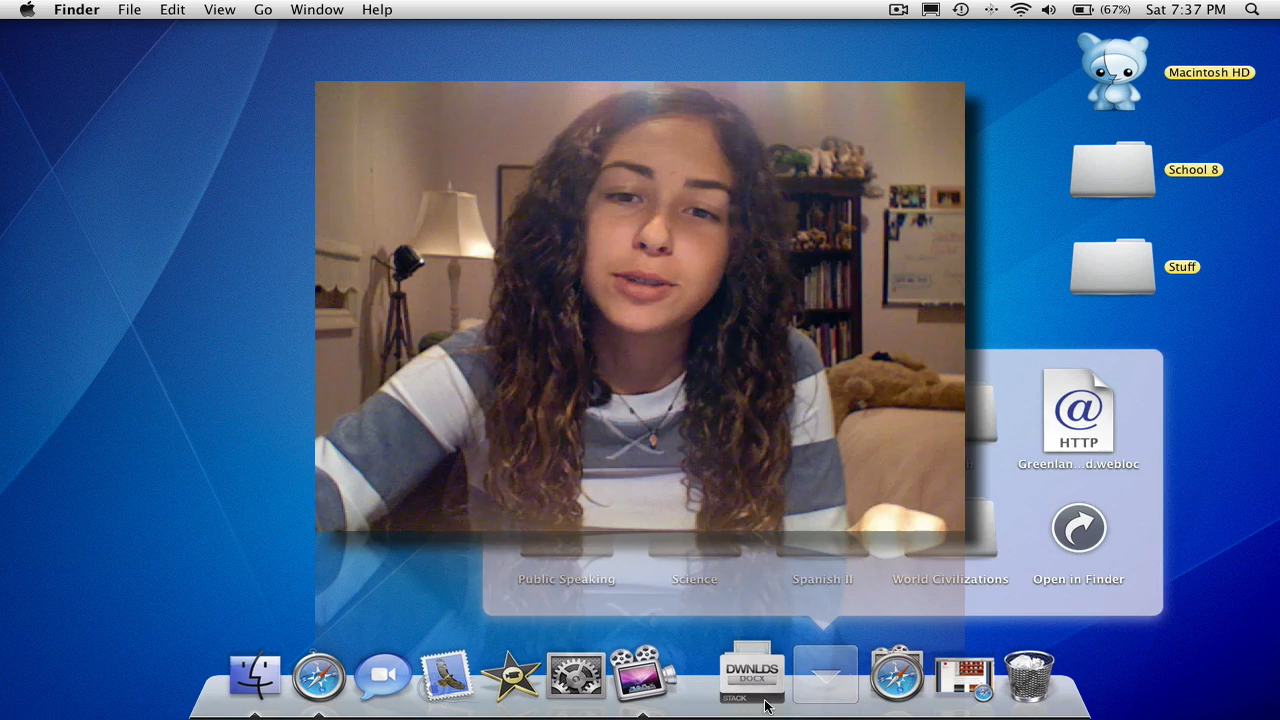 Finder File Edit View Go Window Help (67%) Sat 7:37 PM
Macintosh HD
School 8
Stuff
HTTP
Greenlan...d.webloc
Public Speaking Science Spanish II World Civilizations Open in Finder
DWNLDS
DOCX
STACK